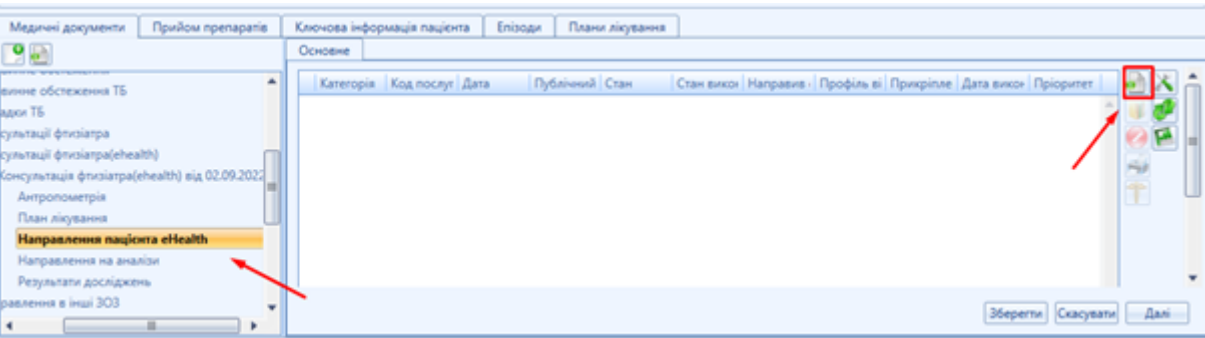 Медичні документи Прийом препаратів Ключова інформація пацієнта Епізоди Плани лікування
Основне
винне обстеження ТБ
адки ТБ
сультації фтизіатра
сультації фтизіатра(ehealth)
Консультація фтизіатра(ehealth) від 02.09.2022
Антропометрія
План лікування
Направлення пацієнта eHealth
Направлення на аналізи
Результати досліджень
равлення в інші ЗОЗ
Категорія Код послуг Дата Публічний Стан Стан викон Направив Профіль ві Прикріпле Дата викон Пріоритет
Зберегти Скасувати Далі